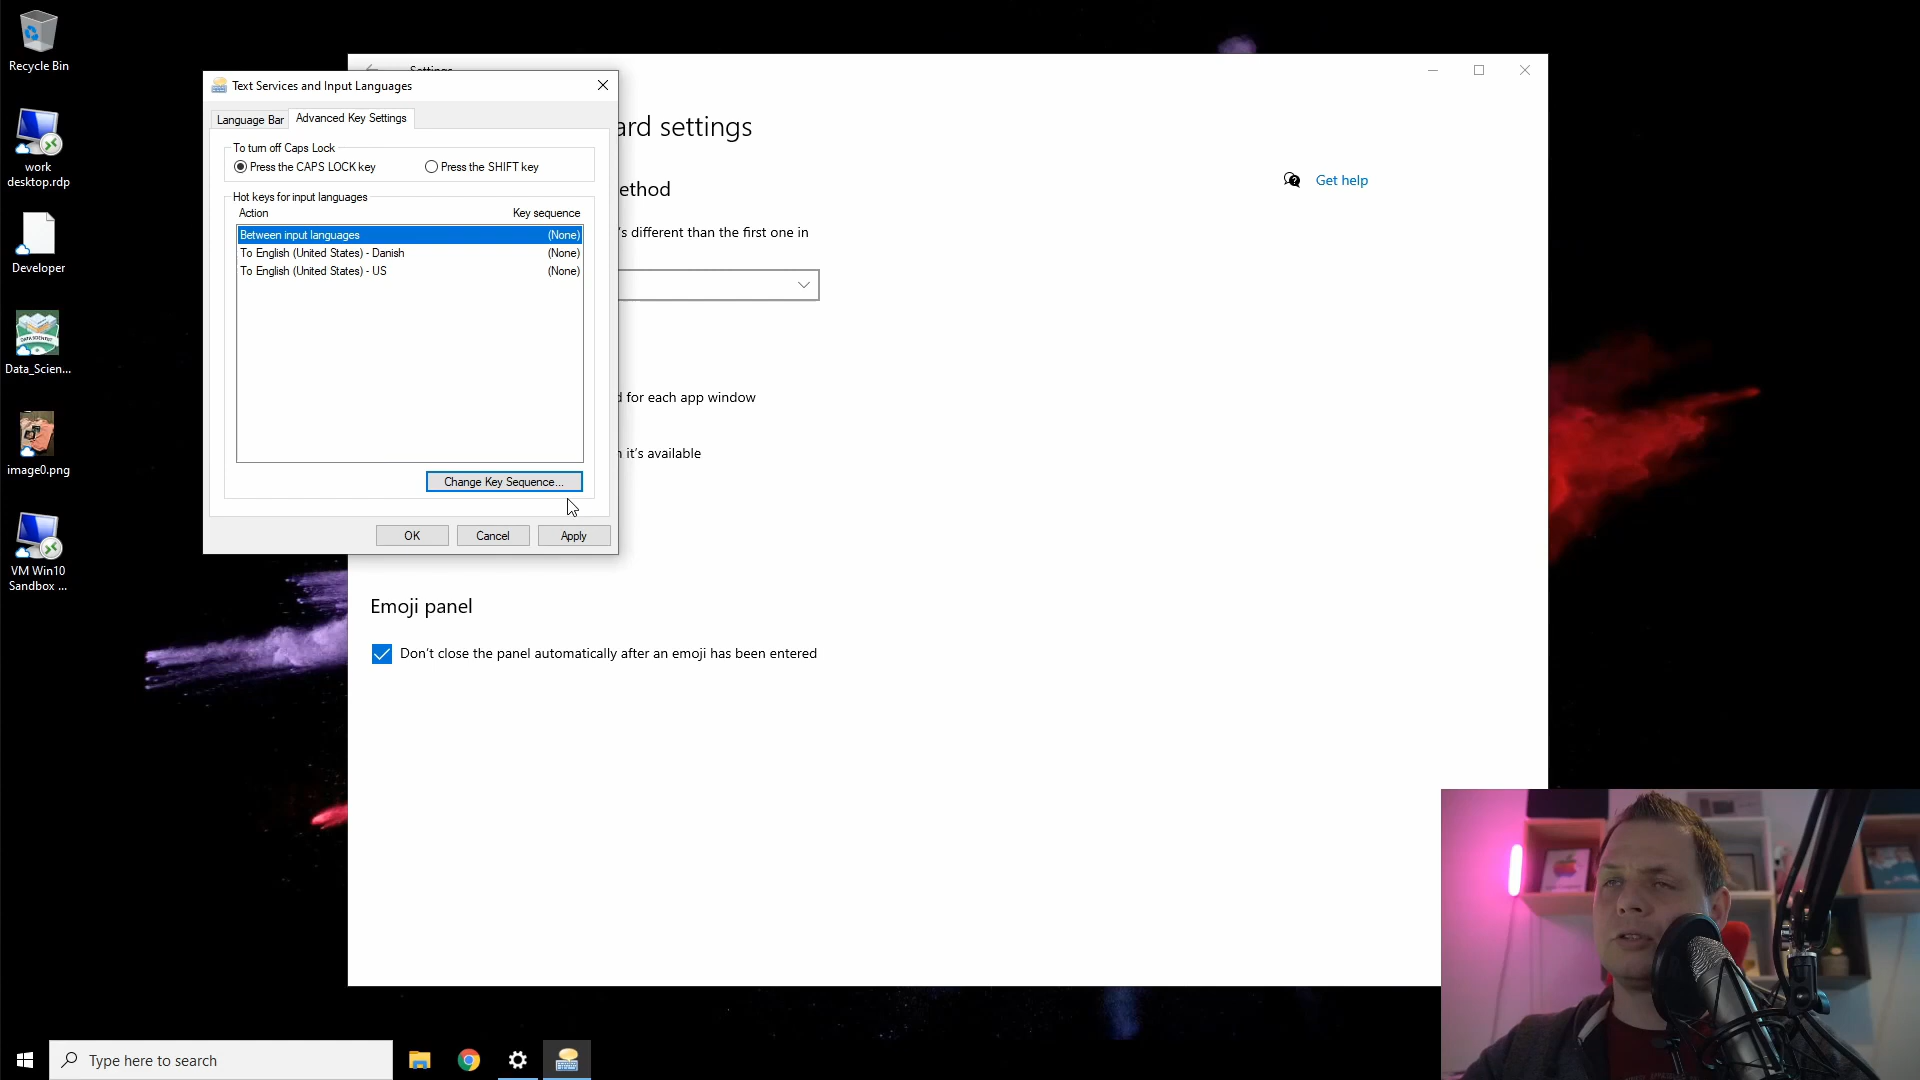 Recycle Bin
work
desktop.rdp
Developer
Data_Scien...
image0.png
VM Win10
Sandbox ...
Settings
Text Services and Input Languages
Language Bar
Advanced Key Settings
To turn off Caps Lock
Press the CAPS LOCK key
Press the SHIFT key
Hot keys for input languages
Action
Key sequence
Between input languages
(None)
To English (United States) - Danish
(None)
To English (United States) - US
(None)
Change Key Sequence...
OK
Cancel
Apply
ard settings
ethod
's different than the first one in
d for each app window
n it's available
Get help
Emoji panel
Don't close the panel automatically after an emoji has been entered
Type here to search